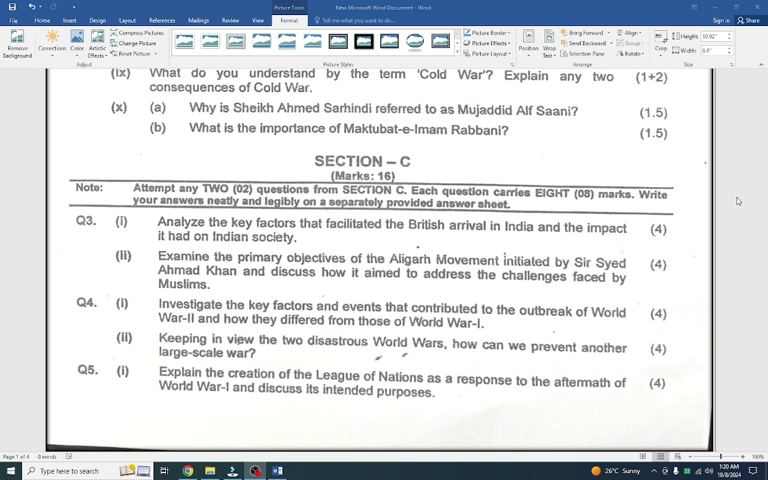 Picture Tools
New Microsoft Word Document - Word
File
Home
Insert
Design
Layout
References
Mailings
Review
View
Format
Tell me what you want to do...
Sign in
Share
Remove Background
Corrections
Color
Artistic Effects
Compress Pictures
Change Picture
Reset Picture
Adjust
Picture Styles
Picture Border
Picture Effects
Picture Layout
Position
Wrap Text
Bring Forward
Send Backward
Selection Pane
Align
Group
Rotate
Arrange
Crop
Height: 10.92"
Width: 8.4"
Size
(ix) What do you understand by the term 'Cold War'? Explain any two (1+2)
consequences of Cold War.
(x) (a) Why is Sheikh Ahmed Sarhindi referred to as Mujaddid Alf Saani? (1.5)
(b) What is the importance of Maktubat-e-Imam Rabbani? (1.5)
SECTION – C
(Marks: 16)
Note: Attempt any TWO (02) questions from SECTION C. Each question carries EIGHT (08) marks. Write
your answers neatly and legibly on a separately provided answer sheet.
Q3. (i) Analyze the key factors that facilitated the British arrival in India and the impact (4)
it had on Indian society.
(ii) Examine the primary objectives of the Aligarh Movement initiated by Sir Syed (4)
Ahmad Khan and discuss how it aimed to address the challenges faced by
Muslims.
Q4. (i) Investigate the key factors and events that contributed to the outbreak of World (4)
War-II and how they differed from those of World War-I.
(ii) Keeping in view the two disastrous World Wars, how can we prevent another (4)
large-scale war?
Q5. (i) Explain the creation of the League of Nations as a response to the aftermath of (4)
World War-I and discuss its intended purposes.
Page 1 of 4
0 words
180%
Type here to search
26°C Sunny
1:20 AM
10/8/2024